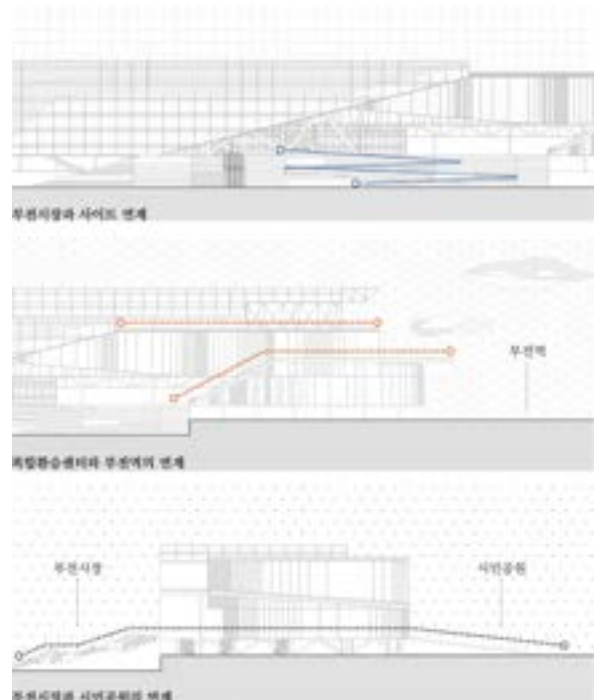 부전시장과 사이트 연계
부전역
복합환승센터와 부전역의 연계
부전시장
시민공원
부전시장과 시민공원의 연계